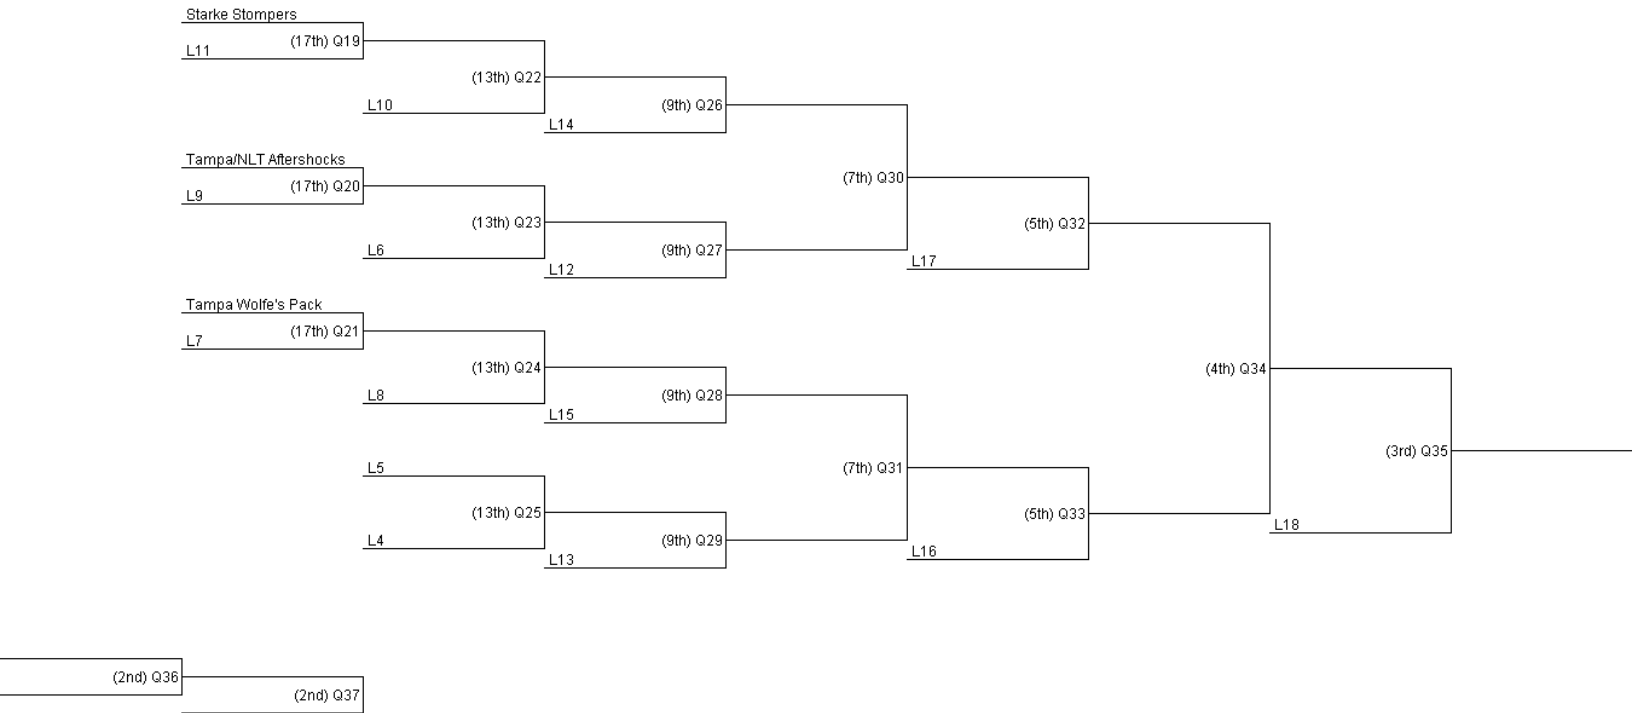 Starke Stompers
(17th) Q19
L11
(13th) Q22
L10
(9th) Q26
L14
Tampa/NLT Aftershocks
(17th) Q20
L9
(7th) Q30
(13th) Q23
(5th) Q32
L6
(9th) Q27
L17
L12
Tampa Wolfe's Pack
(17th) Q21
L7
(13th) Q24
(4th) Q34
L8
(9th) Q28
L15
(3rd) Q35
L5
(7th) Q31
(13th) Q25
(5th) Q33
L18
L4
(9th) Q29
L16
L13
(2nd) Q36
(2nd) Q37